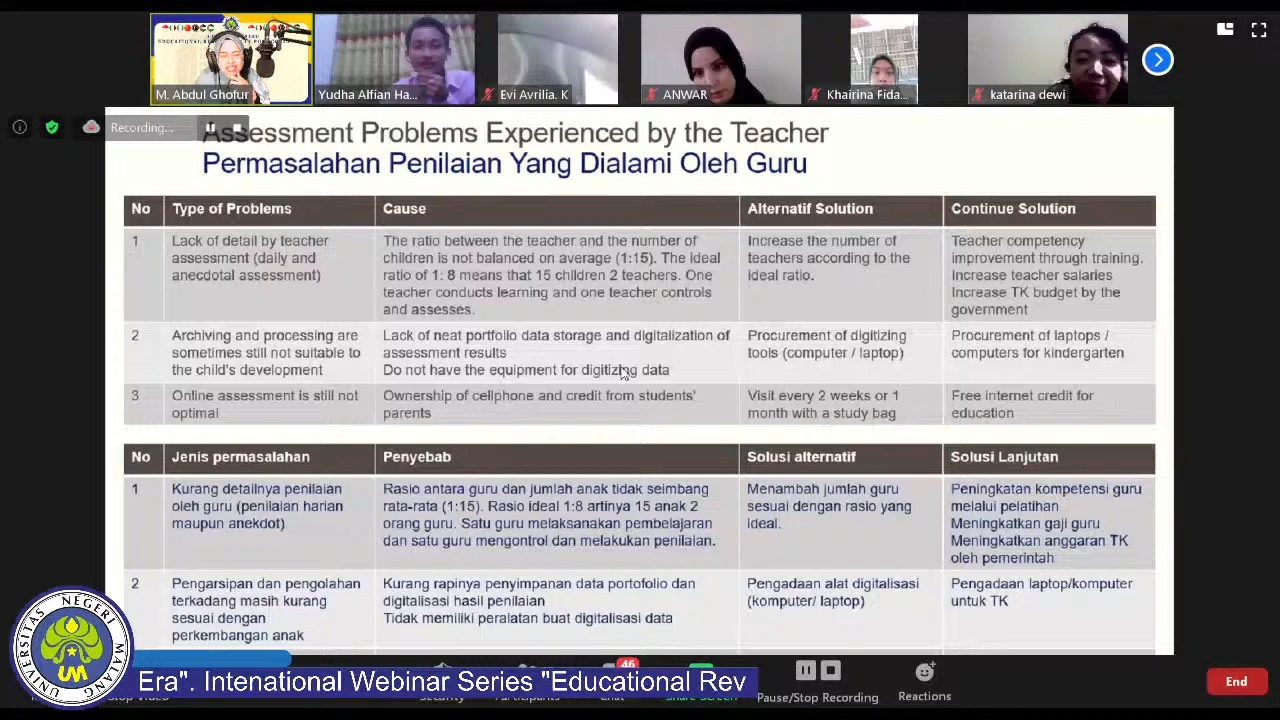 M. Abdul Ghofur
Yudha Alfian Ha...
Evi Avrilia. K
ANWAR
Khairina Fida...
katarina dewi
Recording...
Assessment Problems Experienced by the Teacher
Permasalahan Penilaian Yang Dialami Oleh Guru
No
Type of Problems
Cause
Alternatif Solution
Continue Solution
1
Lack of detail by teacher
assessment (daily and
anecdotal assessment)
The ratio between the teacher and the number of
children is not balanced on average (1:15). The ideal
ratio of 1: 8 means that 15 children 2 teachers. One
teacher conducts learning and one teacher controls
and assesses.
Increase the number of
teachers according to the
ideal ratio.
Teacher competency
improvement through training.
Increase teacher salaries
Increase TK budget by the
government
2
Archiving and processing are
sometimes still not suitable to
the child's development
Lack of neat portfolio data storage and digitalization of
assessment results
Do not have the equipment for digitizing data
Procurement of digitizing
tools (computer / laptop)
Procurement of laptops /
computers for kindergarten
3
Online assessment is still not
optimal
Ownership of cellphone and credit from students'
parents
Visit every 2 weeks or 1
month with a study bag
Free internet credit for
education
No
Jenis permasalahan
Penyebab
Solusi alternatif
Solusi Lanjutan
1
Kurang detailnya penilaian
oleh guru (penilaian harian
maupun anekdot)
Rasio antara guru dan jumlah anak tidak seimbang
rata-rata (1:15). Rasio ideal 1:8 artinya 15 anak 2
orang guru. Satu guru melaksanakan pembelajaran
dan satu guru mengontrol dan melakukan penilaian.
Menambah jumlah guru
sesuai dengan rasio yang
ideal.
Peningkatan kompetensi guru
melalui pelatihan
Meningkatkan gaji guru
Meningkatkan anggaran TK
oleh pemerintah
2
Pengarsipan dan pengolahan
terkadang masih kurang
sesuai dengan
perkembangan anak
Kurang rapinya penyimpanan data portofolio dan
digitalisasi hasil penilaian
Tidak memiliki peralatan buat digitalisasi data
Pengadaan alat digitalisasi
(komputer/ laptop)
Pengadaan laptop/komputer
untuk TK
UNIVERSITAS NEGERI MALANG
UM
46
Era". Intenational Webinar Series "Educational Rev
Pause/Stop Recording
Reactions
End